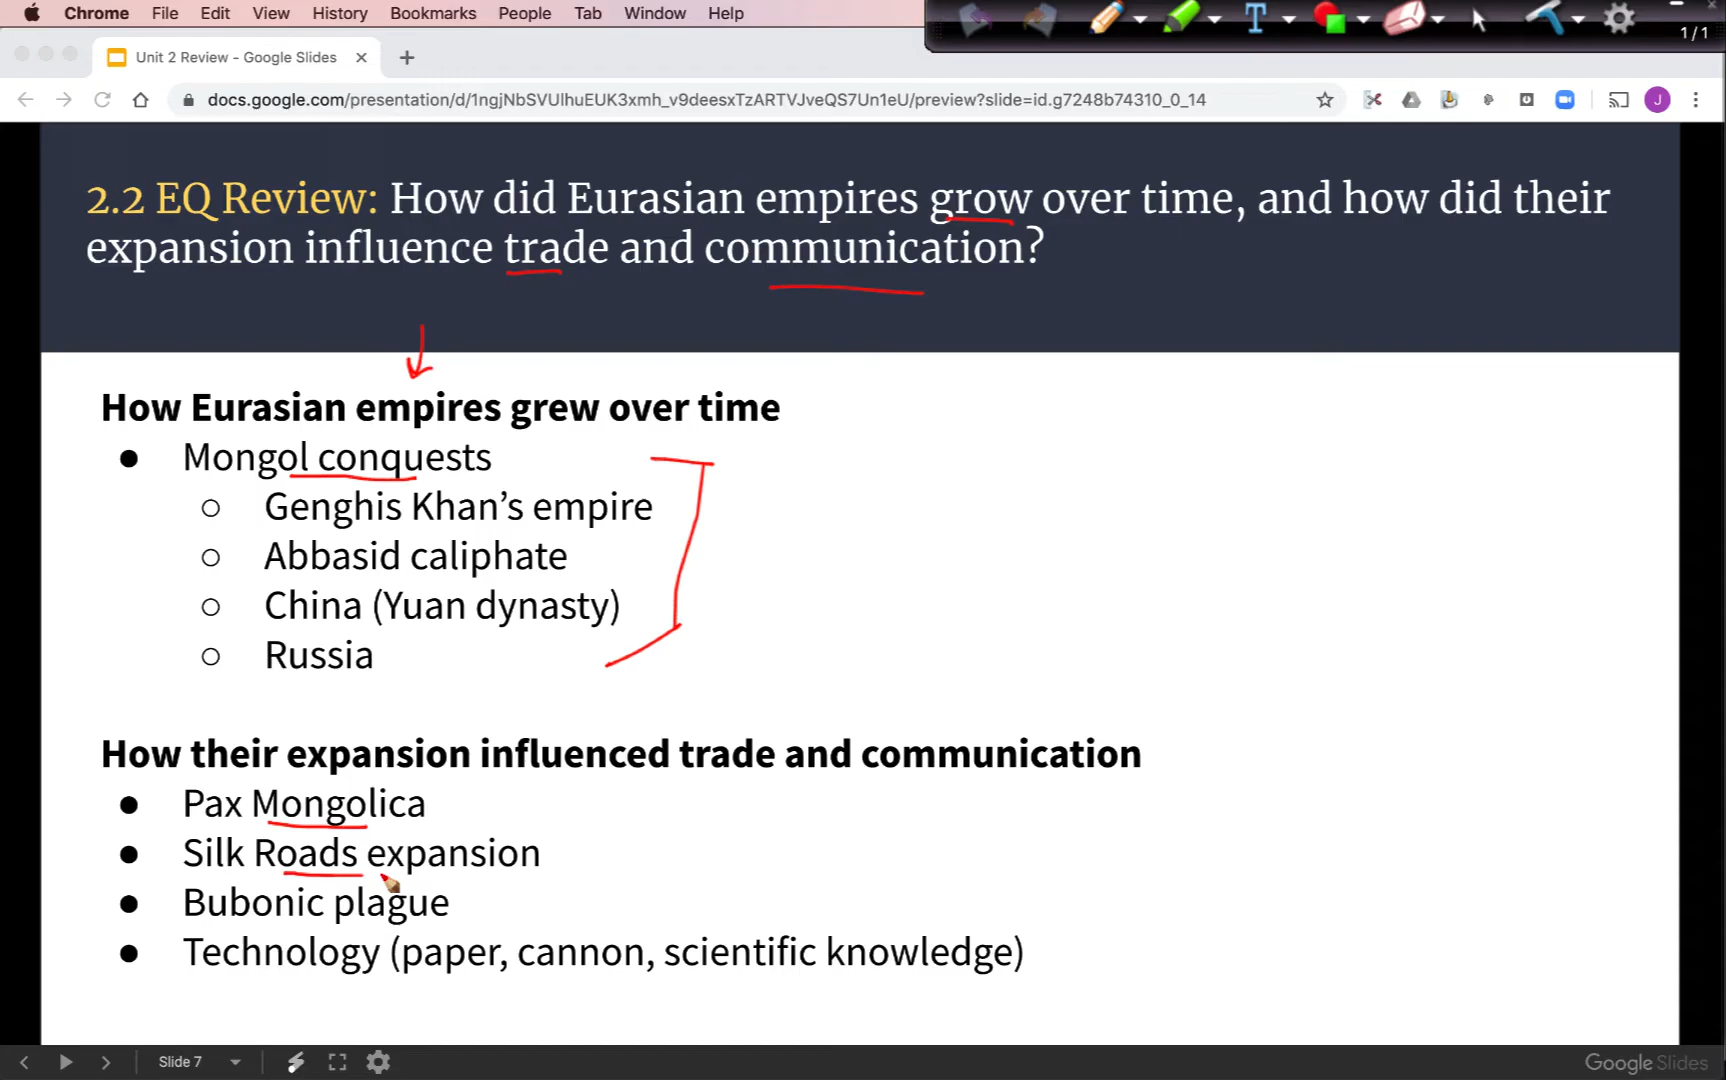 Chrome File Edit View History Bookmarks People Tab Window Help
1/1
Unit 2 Review - Google Slides
docs.google.com/presentation/d/1ngjNbSVUlhuEUK3xmh_v9deesxTzARTVJveQS7Un1eU/preview?slide=id.g7248b74310_0_14
J
2.2 EQ Review: How did Eurasian empires grow over time, and how did their
expansion influence trade and communication?
How Eurasian empires grew over time
● Mongol conquests
○ Genghis Khan’s empire
○ Abbasid caliphate
○ China (Yuan dynasty)
○ Russia
How their expansion influenced trade and communication
● Pax Mongolica
● Silk Roads expansion
● Bubonic plague
● Technology (paper, cannon, scientific knowledge)
Slide 7
Google Slides